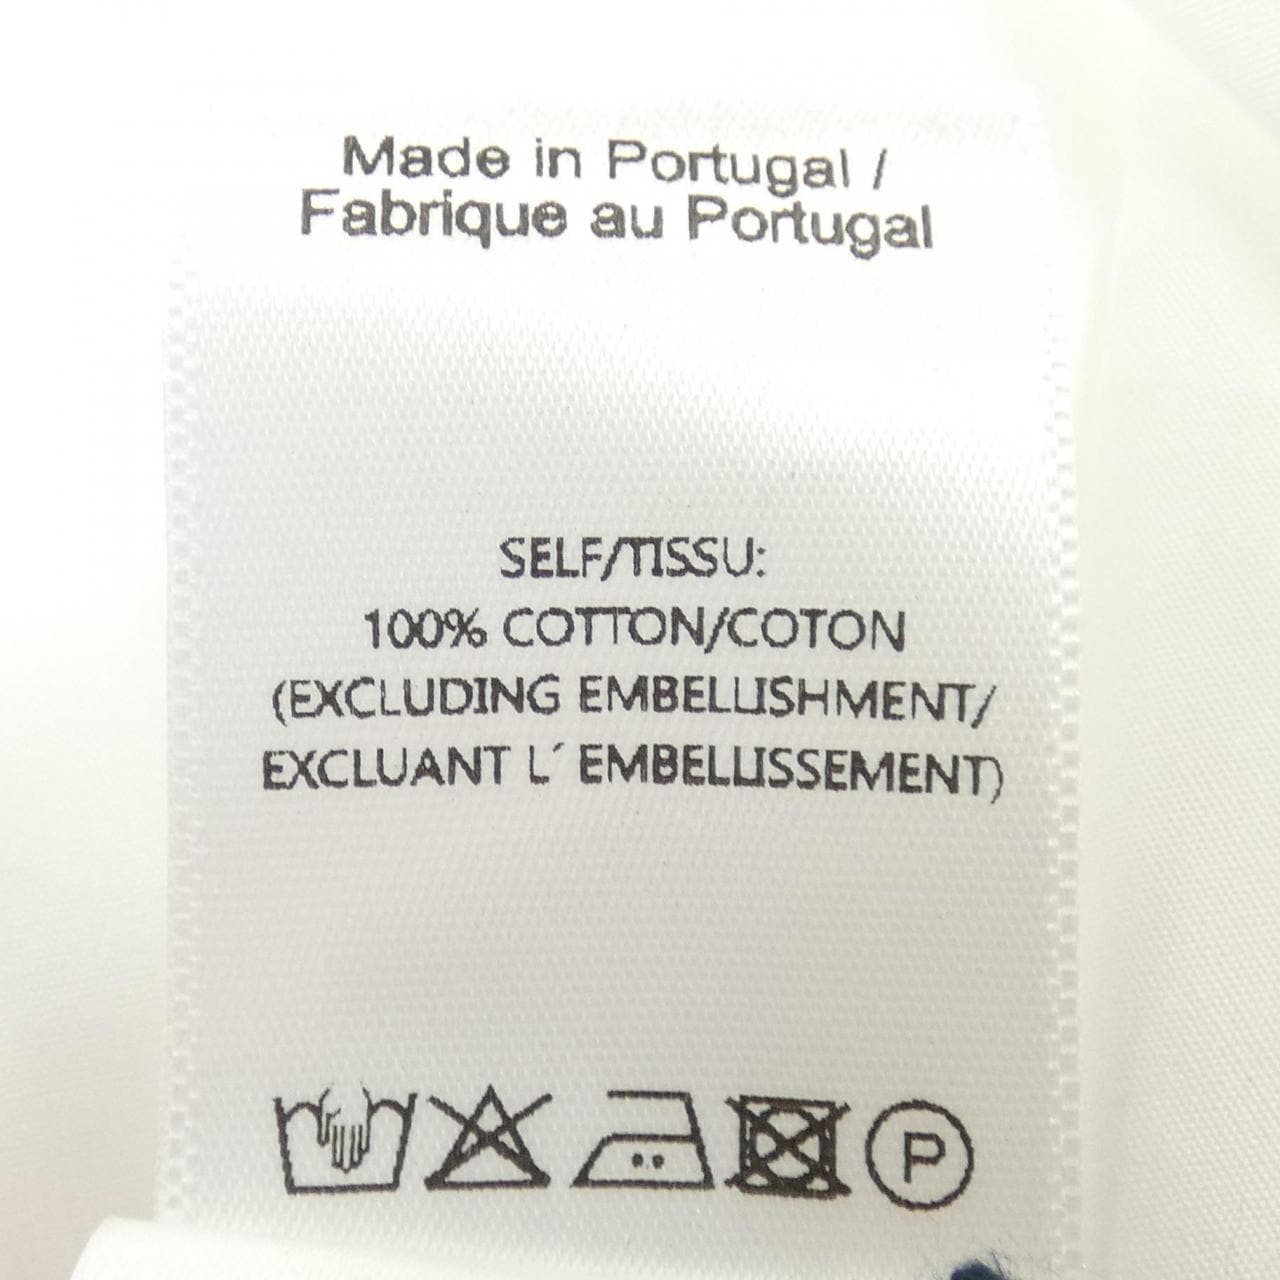 Made in Portugal /
Fabrique au Portugal
SELF/TISSU:
100% COTTON/COTON
(EXCLUDING EMBELLISHMENT/
EXCLUANT L´ EMBELLISSEMENT)
P